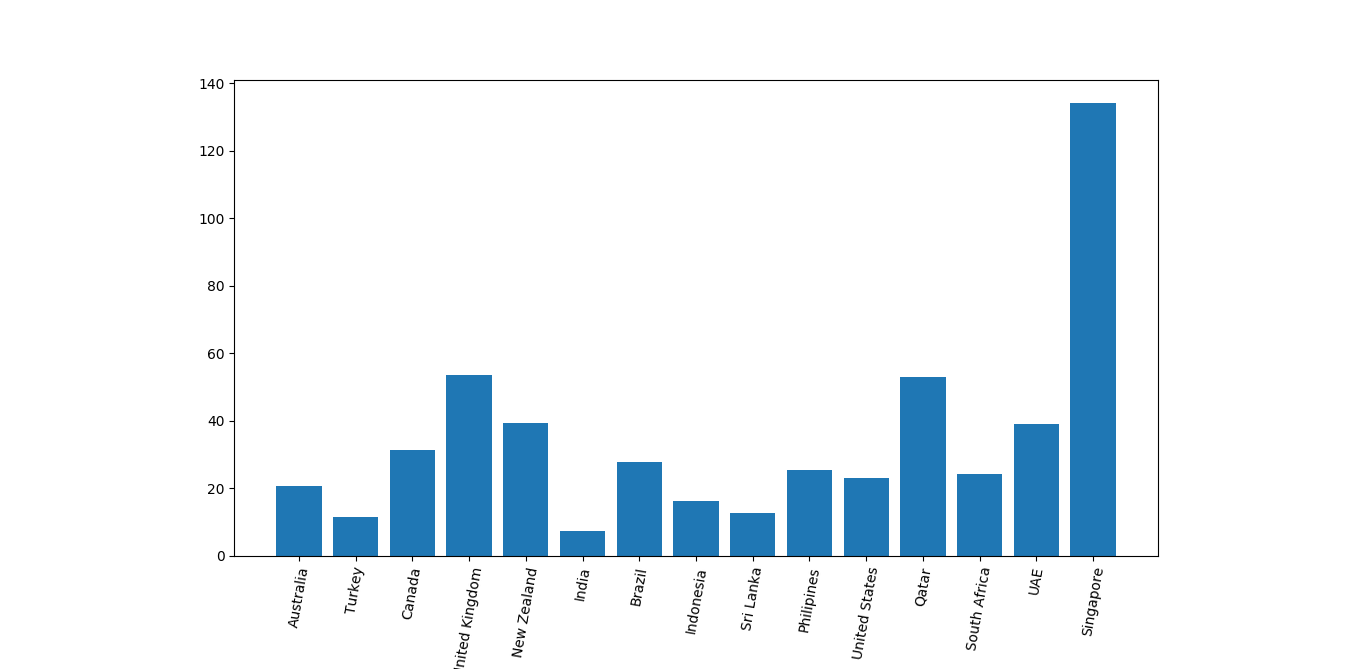 140
120
100
80
60
40
20
0
Australia
Turkey
Canada
nited Kingdom
New Zealand
India
Brazil
Indonesia
Sri Lanka
Philipines
United States
Qatar
South Africa
UAE
Singapore